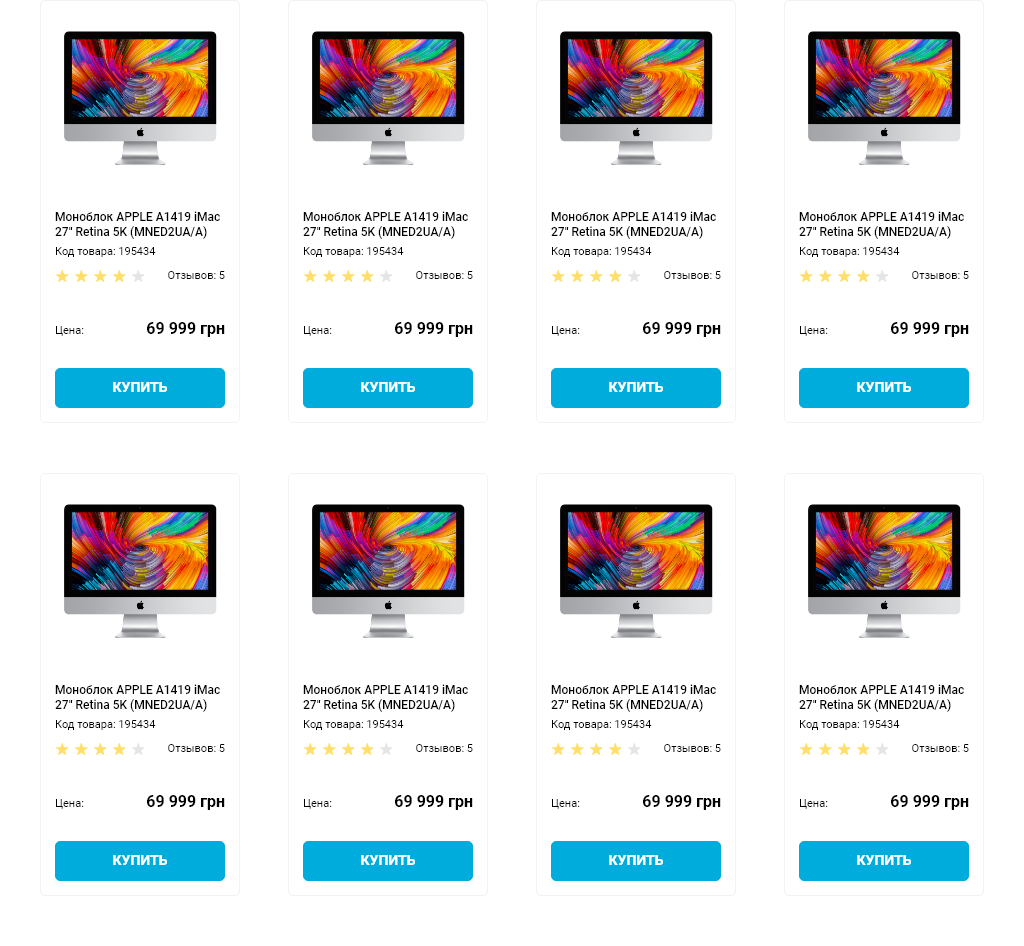 Моноблок APPLE A1419 iMac
27" Retina 5K (MNED2UA/A)
Код товара: 195434
Отзывов: 5
Цена: 69 999 грн
КУПИТЬ
Моноблок APPLE A1419 iMac
27" Retina 5K (MNED2UA/A)
Код товара: 195434
Отзывов: 5
Цена: 69 999 грн
КУПИТЬ
Моноблок APPLE A1419 iMac
27" Retina 5K (MNED2UA/A)
Код товара: 195434
Отзывов: 5
Цена: 69 999 грн
КУПИТЬ
Моноблок APPLE A1419 iMac
27" Retina 5K (MNED2UA/A)
Код товара: 195434
Отзывов: 5
Цена: 69 999 грн
КУПИТЬ
Моноблок APPLE A1419 iMac
27" Retina 5K (MNED2UA/A)
Код товара: 195434
Отзывов: 5
Цена: 69 999 грн
КУПИТЬ
Моноблок APPLE A1419 iMac
27" Retina 5K (MNED2UA/A)
Код товара: 195434
Отзывов: 5
Цена: 69 999 грн
КУПИТЬ
Моноблок APPLE A1419 iMac
27" Retina 5K (MNED2UA/A)
Код товара: 195434
Отзывов: 5
Цена: 69 999 грн
КУПИТЬ
Моноблок APPLE A1419 iMac
27" Retina 5K (MNED2UA/A)
Код товара: 195434
Отзывов: 5
Цена: 69 999 грн
КУПИТЬ